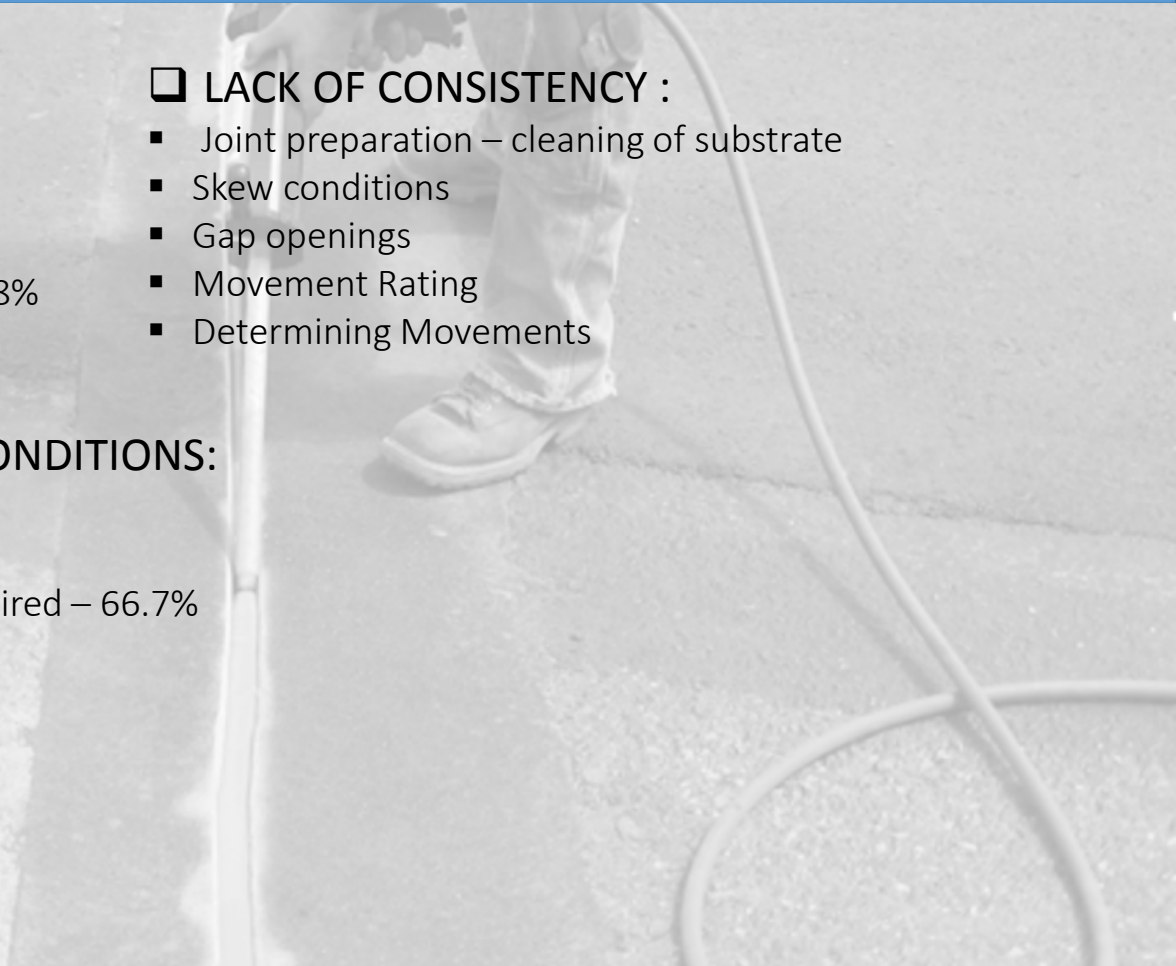 ❑ LACK OF CONSISTENCY :
▪ Joint preparation – cleaning of substrate
▪ Skew conditions
▪ Gap openings
▪ Movement Rating
▪ Determining Movements
8%
ONDITIONS:
ired – 66.7%